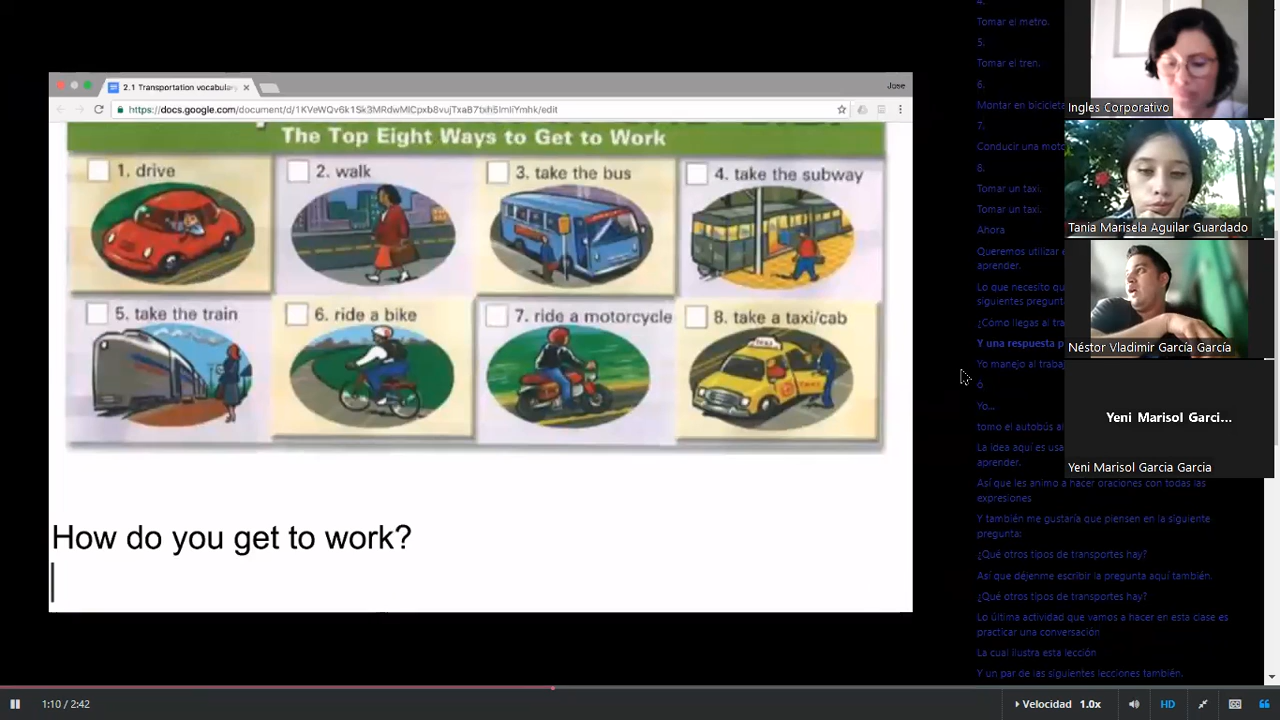 2.1 Transportation vocabula
Jose
https://docs.google.com/document/d/1KVeWQv6k1Sk3MRdwMlCpxb8vujTxaB7txh5ImIiYmhk/edit
The Top Eight Ways to Get to Work
1. drive
2. walk
3. take the bus
4. take the subway
5. take the train
6. ride a bike
7. ride a motorcycle
8. take a taxi/cab
How do you get to work?
4.
Tomar el metro.
5.
Tomar el tren.
6.
Montar en bicicleta
7.
Conducir una moto
8.
Tomar un taxi.
Tomar un taxi.
Ahora
Queremos utilizar
aprender.
Lo que necesito qu
siguientes pregunt
¿Cómo llegas al tra
Y una respuesta p
Yo manejo al trabaj
ó
Yo...
tomo el autobús al
La idea aquí es usa
aprender.
Así que les animo a hacer oraciones con todas las
expresiones
Y también me gustaría que piensen en la siguiente
pregunta:
¿Qué otros tipos de transportes hay?
Así que déjenme escribir la pregunta aquí también.
¿Qué otros tipos de transportes hay?
Lo última actividad que vamos a hacer en esta clase es
practicar una conversación
La cual ilustra esta lección
Y un par de las siguientes lecciones también.
Ingles Corporativo
Tania Marisela Aguilar Guardado
Néstor Vladimir García García
Yeni Marisol Garci...
Yeni Marisol Garcia Garcia
1:10 / 2:42
Velocidad 1.0x
HD